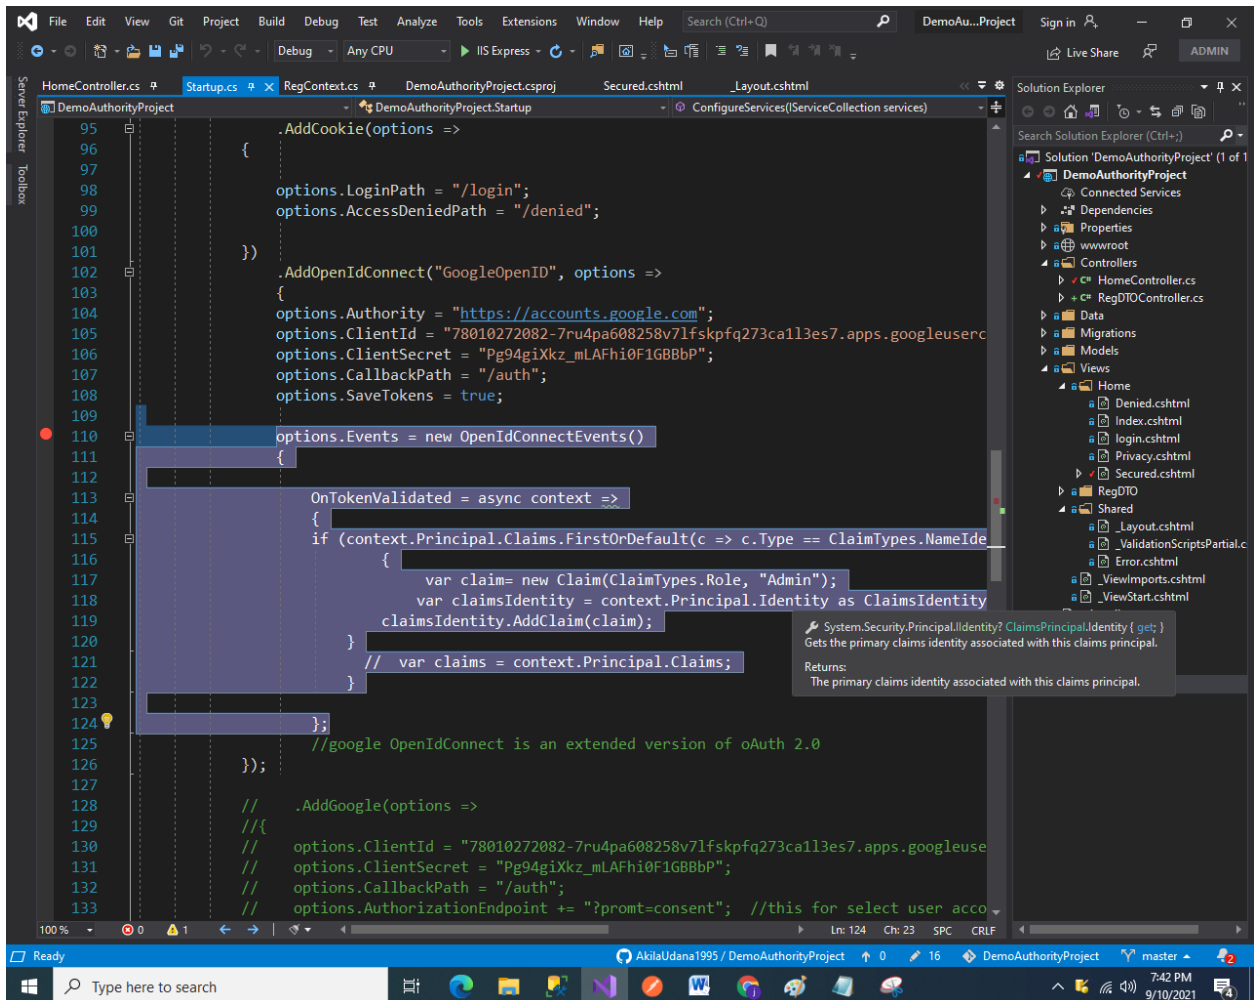 File Edit View Git Project Build Debug Test Analyze Tools Extensions Window Help Search (Ctrl+Q) DemoAu...Project Sign in
Debug Any CPU IIS Express Live Share ADMIN
Server Explorer
Toolbox
HomeController.cs Startup.cs RegContext.cs DemoAuthorityProject.csproj Secured.cshtml _Layout.cshtml
DemoAuthorityProject DemoAuthorityProject.Startup ConfigureServices(IServiceCollection services)
95 .AddCookie(options =>
96 {
97
98 options.LoginPath = "/login";
99 options.AccessDeniedPath = "/denied";
100
101 })
102 .AddOpenIdConnect("GoogleOpenID", options =>
103 {
104 options.Authority = "https://accounts.google.com";
105 options.ClientId = "78010272082-7ru4pa608258v7lfskpfq273ca1l3es7.apps.googleuserc
106 options.ClientSecret = "Pg94giXkz_mLAFhi0F1GBBbP";
107 options.CallbackPath = "/auth";
108 options.SaveTokens = true;
109
110 options.Events = new OpenIdConnectEvents()
111 {
112
113 OnTokenValidated = async context =>
114 {
115 if (context.Principal.Claims.FirstOrDefault(c => c.Type == ClaimTypes.NameIde
116 {
117 var claim= new Claim(ClaimTypes.Role, "Admin");
118 var claimsIdentity = context.Principal.Identity as ClaimsIdentity
119 claimsIdentity.AddClaim(claim);
120 }
121 // var claims = context.Principal.Claims;
122 }
123
124 };
125 //google OpenIdConnect is an extended version of oAuth 2.0
126 });
127
128 // .AddGoogle(options =>
129 //{
130 // options.ClientId = "78010272082-7ru4pa608258v7lfskpfq273ca1l3es7.apps.googleuse
131 // options.ClientSecret = "Pg94giXkz_mLAFhi0F1GBBbP";
132 // options.CallbackPath = "/auth";
133 // options.AuthorizationEndpoint += "?promt=consent"; //this for select user acco
System.Security.Principal.IIdentity? ClaimsPrincipal.Identity { get; }
Gets the primary claims identity associated with this claims principal.
Returns:
The primary claims identity associated with this claims principal.
Solution Explorer
Search Solution Explorer (Ctrl+;)
Solution 'DemoAuthorityProject' (1 of 1
DemoAuthorityProject
Connected Services
Dependencies
Properties
wwwroot
Controllers
C# HomeController.cs
+ C# RegDTOController.cs
Data
Migrations
Models
Views
Home
Denied.cshtml
Index.cshtml
login.cshtml
Privacy.cshtml
Secured.cshtml
RegDTO
Shared
_Layout.cshtml
_ValidationScriptsPartial.c
Error.cshtml
_ViewImports.cshtml
_ViewStart.cshtml
100 % 0 1 Ln: 124 Ch: 23 SPC CRLF
Ready AkilaUdana1995 / DemoAuthorityProject 0 16 DemoAuthorityProject master 2
Type here to search 7:42 PM
9/10/2021 4